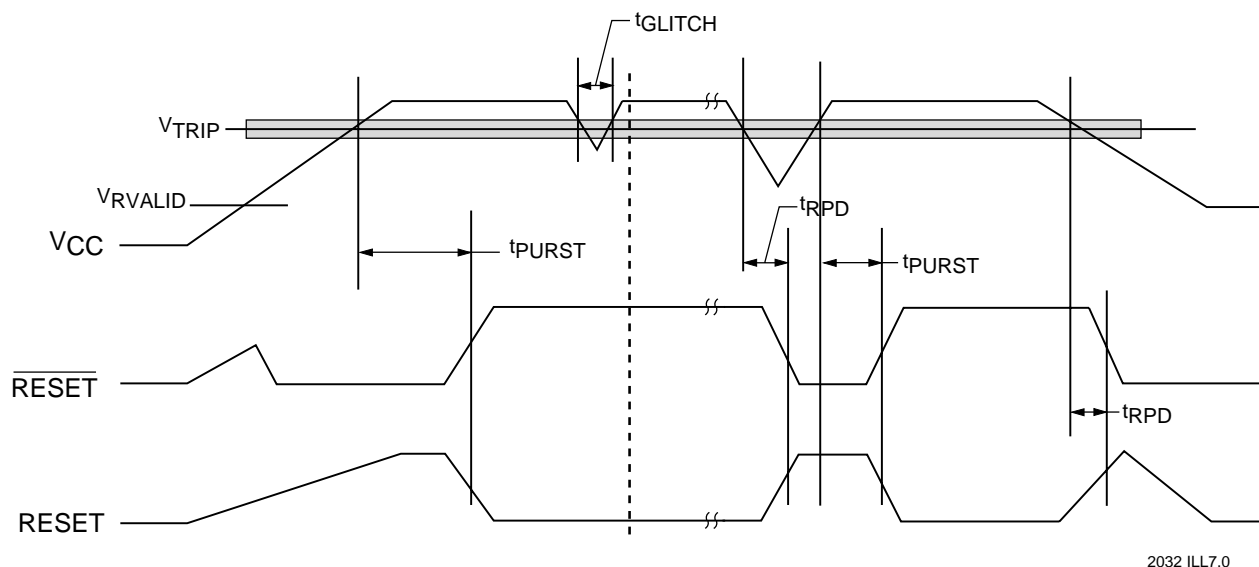 tGLITCH
VTRIP
VRVALID
tRPD
VCC
tPURST
tPURST
RESET
tRPD
RESET
2032 ILL7.0